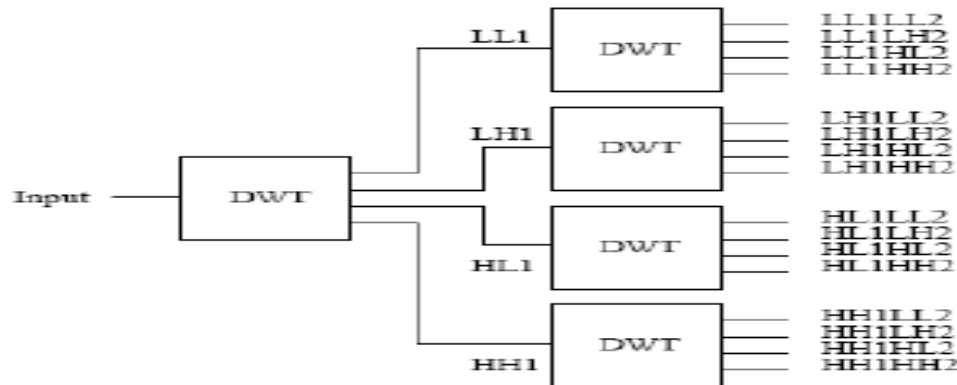 LL1
DWT
LL1LL2
LL1LH2
LL1HL2
LL1HH2
LH1
DWT
LH1LL2
LH1LH2
LH1HL2
LH1HH2
Input
DWT
HL1
DWT
HL1LL2
HL1LH2
HL1HL2
HL1HH2
HH1
DWT
HH1LL2
HH1LH2
HH1HL2
HH1HH2